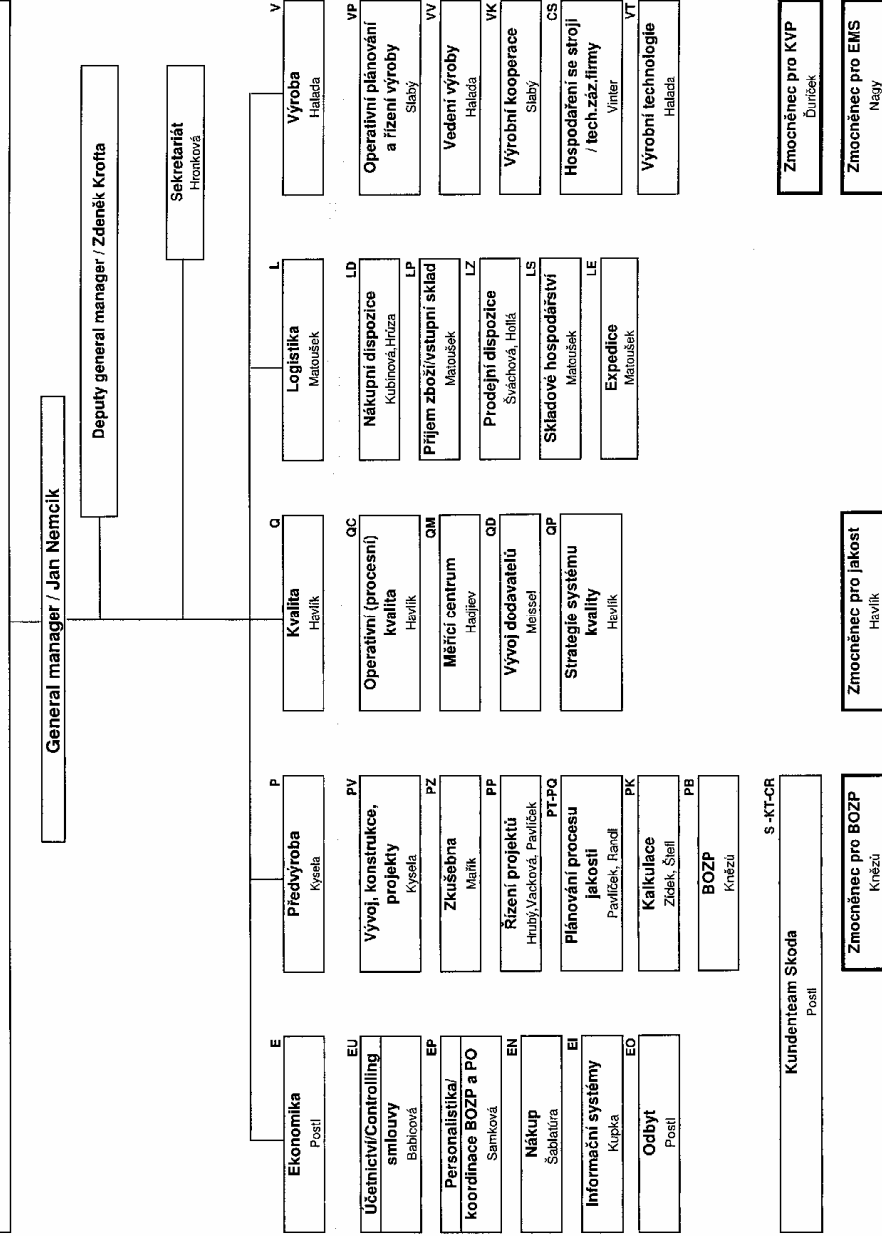 General manager / Jan Nemcik
Deputy general manager / Zdeněk Krofta
Sekretariát
Hronková
E
Ekonomika
Postl
EU
Účetnictví/Controlling
smlouvy
Babicová
EP
Personalistika/
koordinace BOZP a PO
Samková
EN
Nákup
Šablatúra
EI
Informační systémy
Kupka
EO
Odbyt
Postl
P
Předvýroba
Kysela
PV
Vývoj, konstrukce,
projekty
Kysela
PZ
Zkušebna
Mařík
PP
Řízení projektů
Hrubý,Vacková, Pavlíček
PT-PQ
Plánování procesu
jakosti
Pavlíček, Randl
PK
Kalkulace
Zídek, Štefl
PB
BOZP
Knězů
Q
Kvalita
Havlík
QC
Operativní (procesní)
kvalita
Havlík
QM
Měřící centrum
Hadjiev
QD
Vývoj dodavatelů
Meissel
QP
Strategie systému
kvality
Havlík
L
Logistika
Matoušek
LD
Nákupní dispozice
Kubínová,Hrůza
LP
Příjem zboží/vstupní sklad
Matoušek
LZ
Prodejní dispozice
Šváchová, Hollá
LS
Skladové hospodářství
Matoušek
LE
Expedice
Matoušek
V
Výroba
Halada
VP
Operativní plánování
a řízení výroby
Slabý
VV
Vedení výroby
Halada
VK
Výrobní kooperace
Slabý
CS
Hospodaření se stroji
/ tech.záz.firmy
Vinter
VT
Výrobní technologie
Halada
S -KT-CR
Kundenteam Skoda
Postl
Zmocněnec pro KVP
Ďuríček
Zmocněnec pro BOZP
Knězů
Zmocněnec pro jakost
Havlík
Zmocněnec pro EMS
Nagy